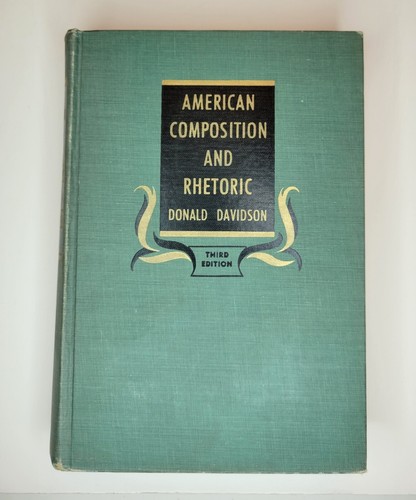 AMERICAN
COMPOSITION
AND
RHETORIC
DONALD DAVIDSON
THIRD
EDITION